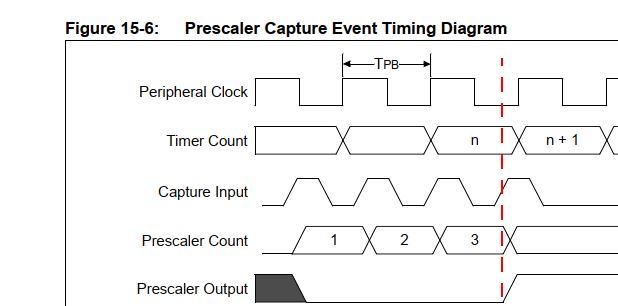 Figure 15-6: Prescaler Capture Event Timing Diagram
TPB
Peripheral Clock
Timer Count n n + 1
Capture Input
Prescaler Count 1 2 3
Prescaler Output